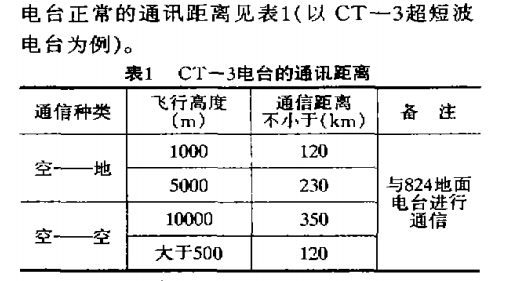 电台正常的通讯距离见表1(以 CT－3超短波
电台为例)。
表1 CT－3电台的通讯距离
通信种类 飞行高度(m) 通信距离不小于(km) 备 注
空——地 1000 120 与824地面电台进行通信
5000 230
空——空 10000 350
大于500 120